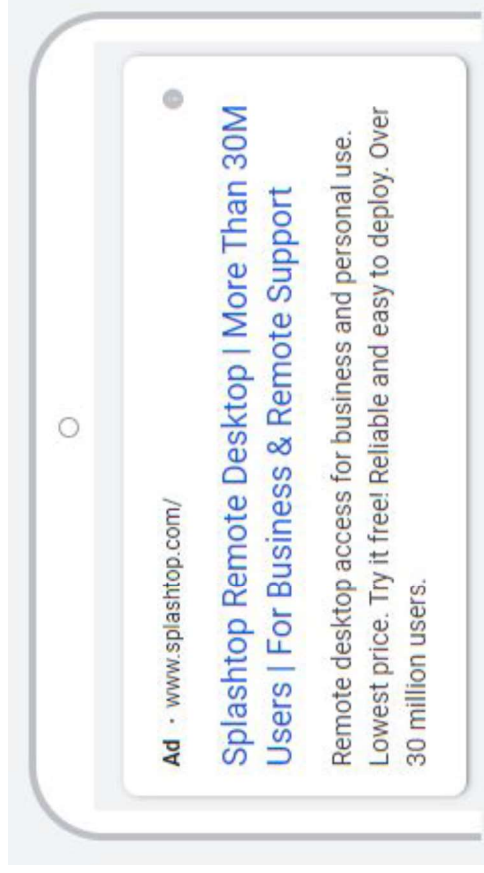 Ad · www.splashtop.com/
Splashtop Remote Desktop | More Than 30M
Users | For Business & Remote Support
Remote desktop access for business and personal use.
Lowest price. Try it free! Reliable and easy to deploy. Over
30 million users.